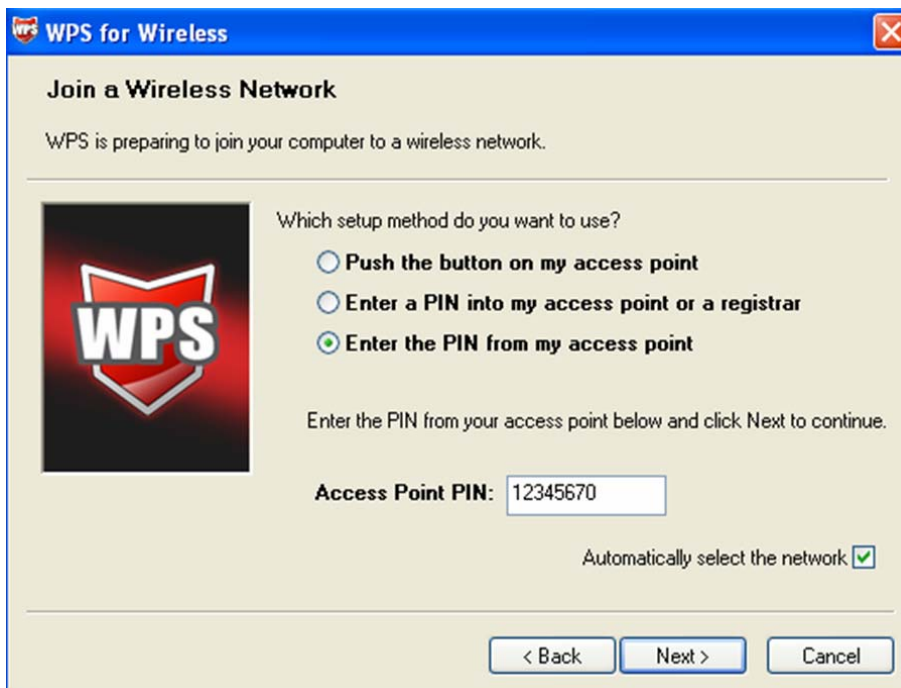 WPS WPS for Wireless
Join a Wireless Network
WPS is preparing to join your computer to a wireless network.
WPS
Which setup method do you want to use?
Push the button on my access point
Enter a PIN into my access point or a registrar
Enter the PIN from my access point
Enter the PIN from your access point below and click Next to continue.
Access Point PIN: 12345670
Automatically select the network
< Back Next > Cancel